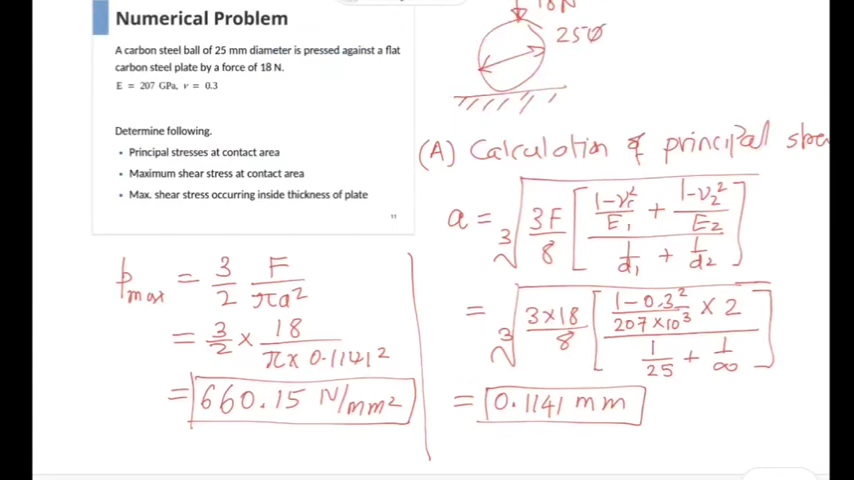 Numerical Problem
A carbon steel ball of 25 mm diameter is pressed against a flat
carbon steel plate by a force of 18 N.
E = 207 GPa, ν = 0.3
Determine following.
• Principal stresses at contact area
• Maximum shear stress at contact area
• Max. shear stress occurring inside thickness of plate
11
18N
25Ø
(A) Calculation of principal stre
a = ∛(3F/8 [((1-ν₁²)/E₁ + (1-ν₂²)/E₂)/(1/d₁ + 1/d₂)])
= ∛((3×18)/8 [((1-0.3²)/(207×10³) × 2)/(1/25 + 1/∞)])
= 0.1141 mm
p_max = 3/2 F/(πa²)
= 3/2 × 18/(π × 0.1141²)
= 660.15 N/mm²